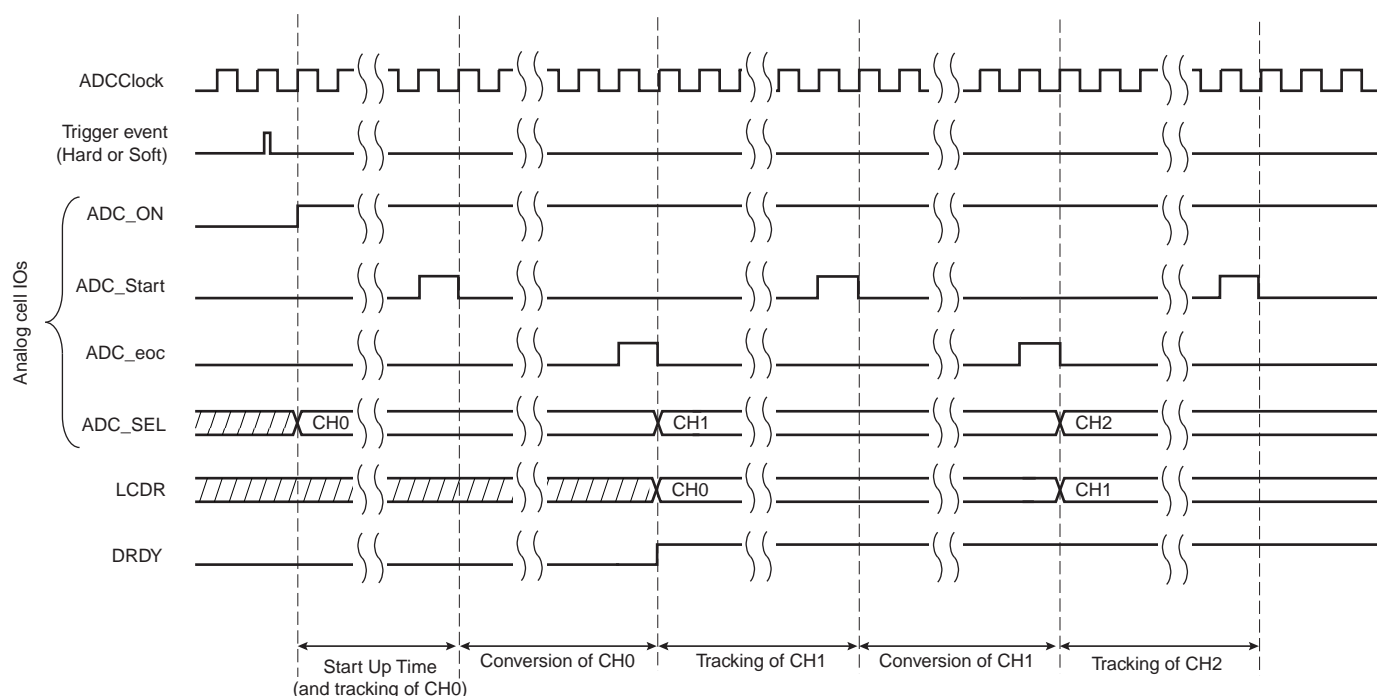 ADCClock
Trigger event
(Hard or Soft)
Analog cell IOs
ADC_ON
ADC_Start
ADC_eoc
ADC_SEL
CH0
CH1
CH2
LCDR
CH0
CH1
DRDY
Start Up Time
(and tracking of CH0)
Conversion of CH0
Tracking of CH1
Conversion of CH1
Tracking of CH2